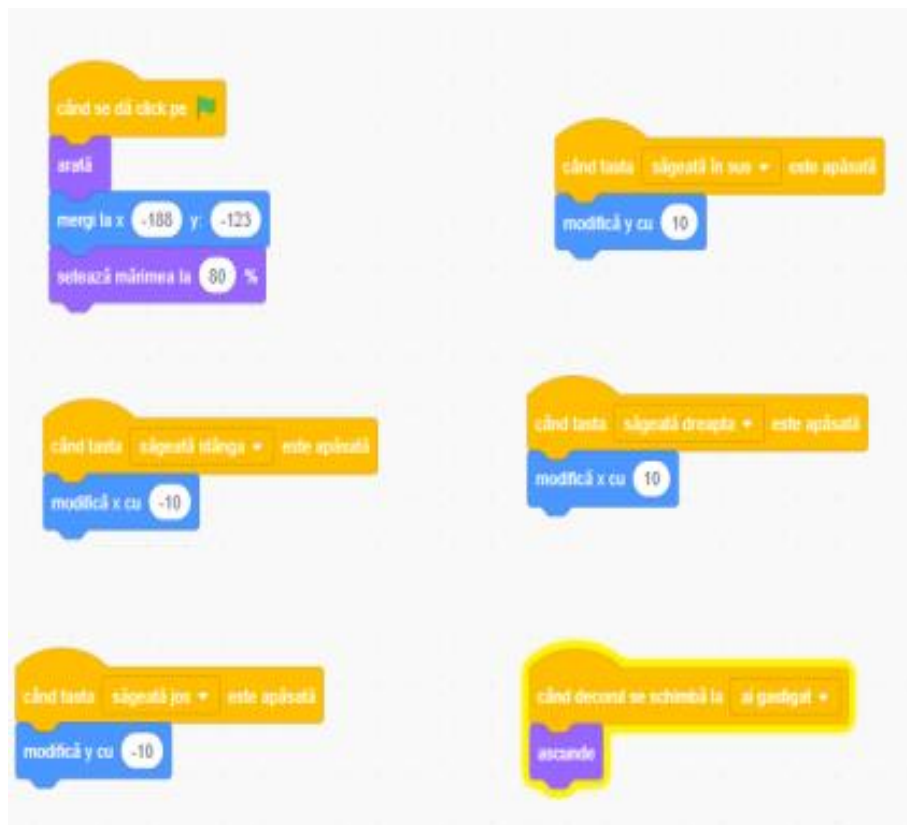 când se dă click pe
arată
mergi la x -188 y: -123
setează mărimea la 80 %
când tasta săgeată în sus este apăsată
modifică y cu 10
când tasta săgeată stânga este apăsată
modifică x cu -10
când tasta săgeată dreapta este apăsată
modifică x cu 10
când tasta săgeată jos este apăsată
modifică y cu -10
când decorul se schimbă la ai gastigat
ascunde